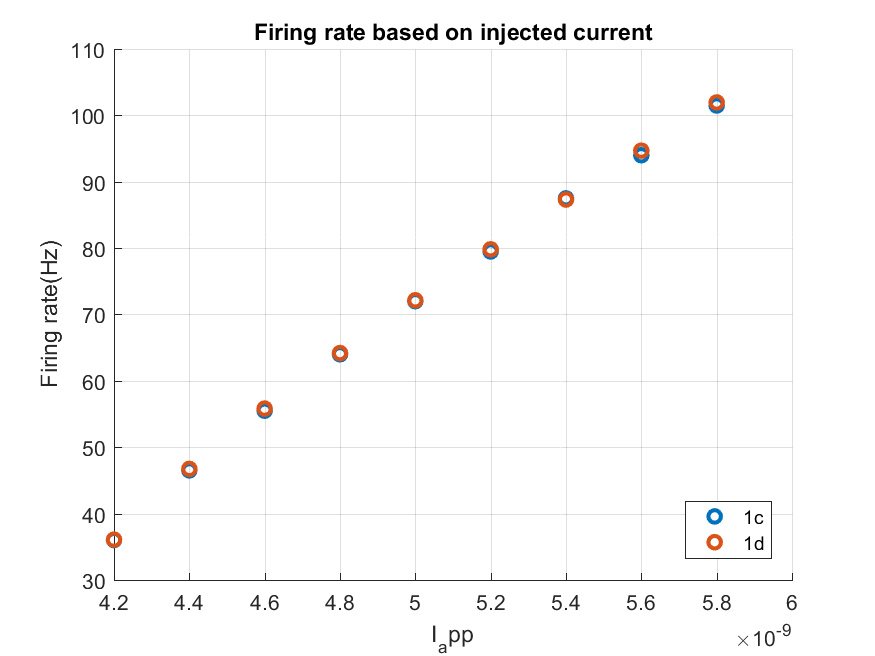 Firing rate based on injected current
110
100
90
80
70
60
50
40
30
Firing rate(Hz)
1c
1d
4.2 4.4 4.6 4.8 5 5.2 5.4 5.6 5.8 6
I_app
×10^-9